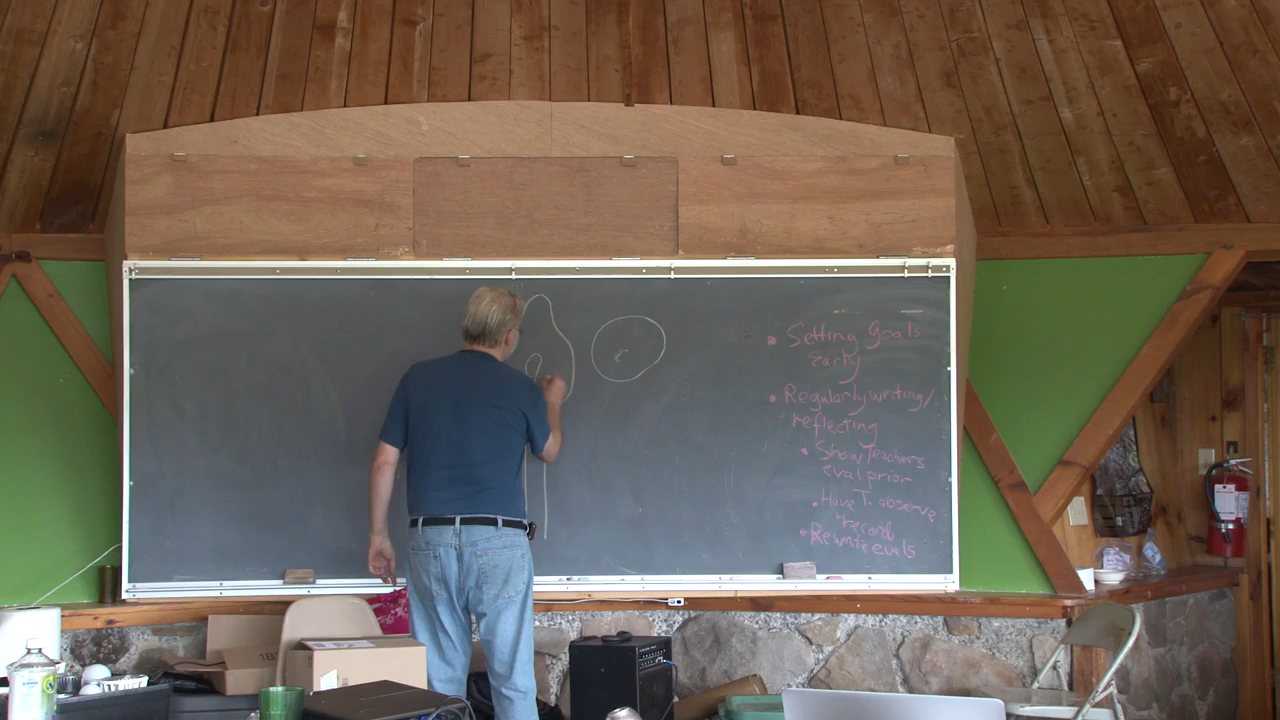 • Setting Goals
Early
• Regularly writing/
reflecting
• Show Teachers
eval prior
• Have T. observe
record
• Rewrite evals
c